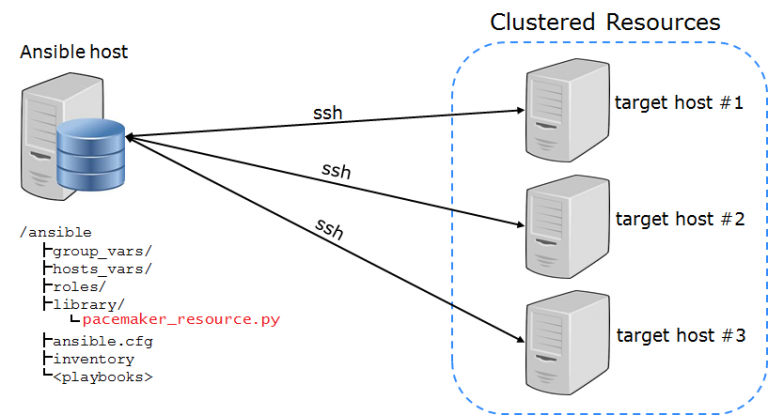 Clustered Resources
Ansible host
ssh
target host #1
ssh
target host #2
ssh
target host #3
/ansible
group_vars/
hosts_vars/
roles/
library/
pacemaker_resource.py
ansible.cfg
inventory
<playbooks>